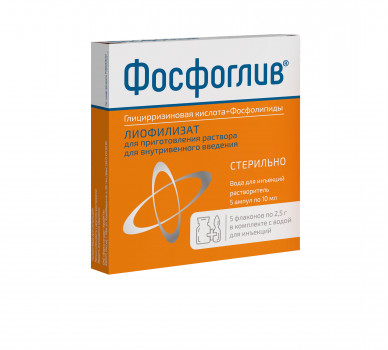 Фосфоглив®
Глицирризиновая кислота+Фосфолипиды
ЛИОФИЛИЗАТ
для приготовления раствора
для внутривенного введения
СТЕРИЛЬНО
Вода для инъекций
растворитель
5 ампул по 10 мл
5 флаконов по 2,5 г
в комплекте с водой
для инъекций